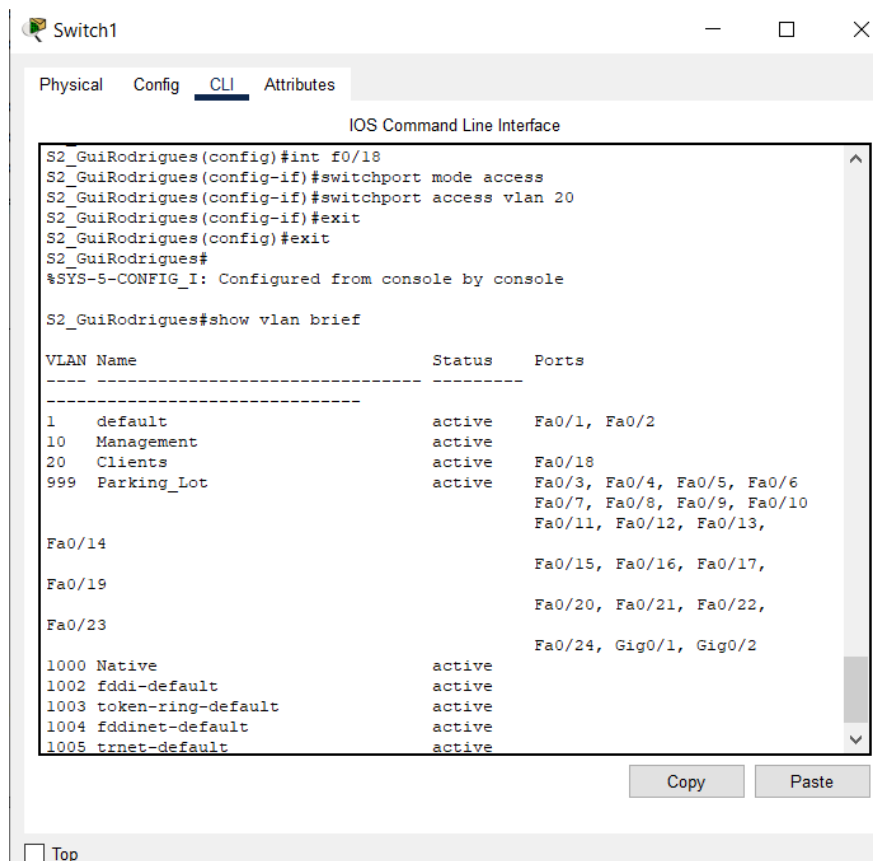 Switch1
Physical Config CLI Attributes
IOS Command Line Interface
S2_GuiRodrigues(config)#int f0/18
S2_GuiRodrigues(config-if)#switchport mode access
S2_GuiRodrigues(config-if)#switchport access vlan 20
S2_GuiRodrigues(config-if)#exit
S2_GuiRodrigues(config)#exit
S2_GuiRodrigues#
%SYS-5-CONFIG_I: Configured from console by console
S2_GuiRodrigues#show vlan brief
VLAN Name                             Status    Ports
---- -------------------------------- ---------
-------------------------------
1    default                          active    Fa0/1, Fa0/2
10   Management                       active
20   Clients                          active    Fa0/18
999  Parking_Lot                      active    Fa0/3, Fa0/4, Fa0/5, Fa0/6
                                                Fa0/7, Fa0/8, Fa0/9, Fa0/10
                                                Fa0/11, Fa0/12, Fa0/13,
Fa0/14
                                                Fa0/15, Fa0/16, Fa0/17,
Fa0/19
                                                Fa0/20, Fa0/21, Fa0/22,
Fa0/23
                                                Fa0/24, Gig0/1, Gig0/2
1000 Native                           active
1002 fddi-default                     active
1003 token-ring-default               active
1004 fddinet-default                  active
1005 trnet-default                    active
Copy Paste
Top